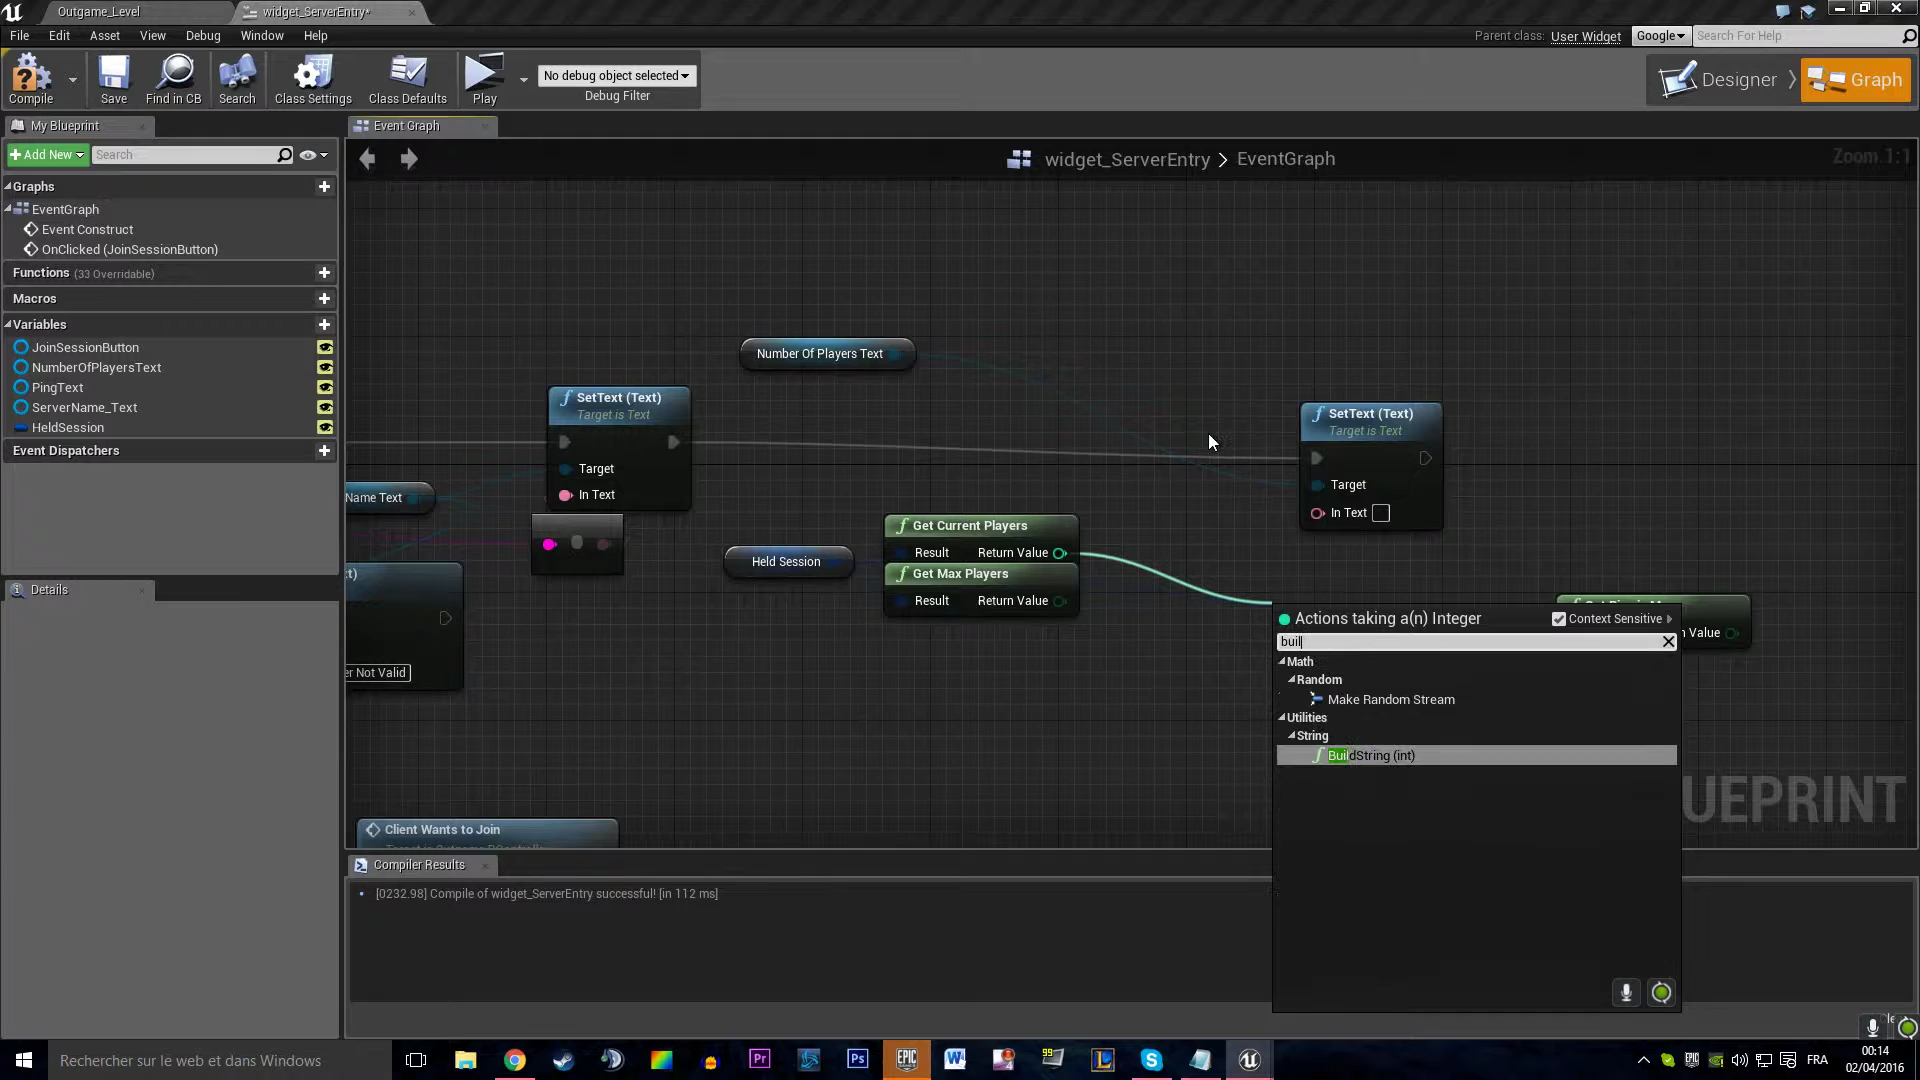 Outgame_Level
widget_ServerEntry*
File Edit Asset View Debug Window Help
Parent class: User Widget Google Search For Help
Compile Save Find in CB Search Class Settings Class Defaults Play
No debug object selected
Debug Filter
Designer Graph
My Blueprint
Add New Search
Graphs
EventGraph
Event Construct
OnClicked (JoinSessionButton)
Functions (33 Overridable)
Macros
Variables
JoinSessionButton
NumberOfPlayersText
PingText
ServerName_Text
HeldSession
Event Dispatchers
Details
Event Graph
widget_ServerEntry > EventGraph
Zoom 1:1
Number Of Players Text
SetText (Text)
Target is Text
Target
In Text
Name Text
t)
er Not Valid
Held Session
Get Current Players
Result Return Value
Get Max Players
Result Return Value
SetText (Text)
Target is Text
Target
In Text
n Value
Client Wants to Join
Actions taking a(n) Integer
Context Sensitive
buil
Math
Random
Make Random Stream
Utilities
String
BuildString (int)
UEPRINT
Compiler Results
[0232.98] Compile of widget_ServerEntry successful! [in 112 ms]
Rechercher sur le web et dans Windows
FRA
00:14
02/04/2016